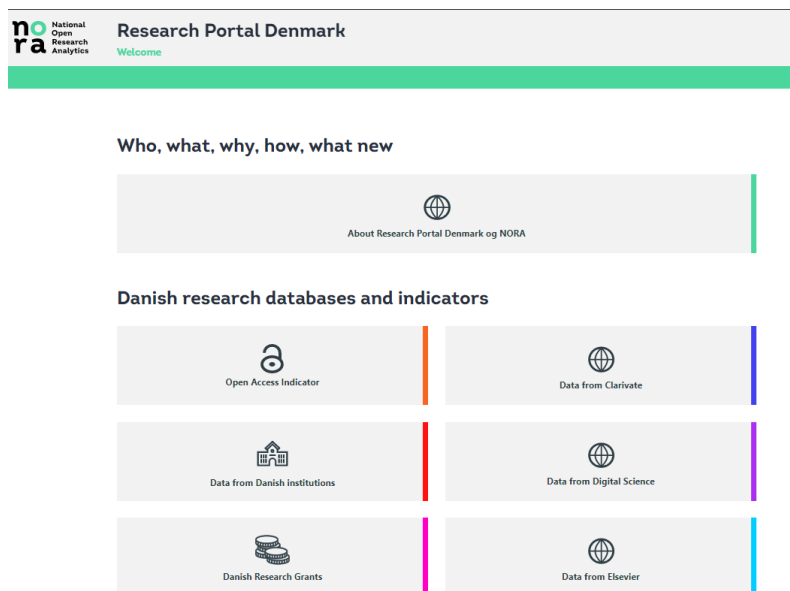 nora
National
Open
Research
Analytics
Research Portal Denmark
Welcome
Who, what, why, how, what new
About Research Portal Denmark og NORA
Danish research databases and indicators
Open Access Indicator
Data from Clarivate
Data from Danish institutions
Data from Digital Science
Danish Research Grants
Data from Elsevier